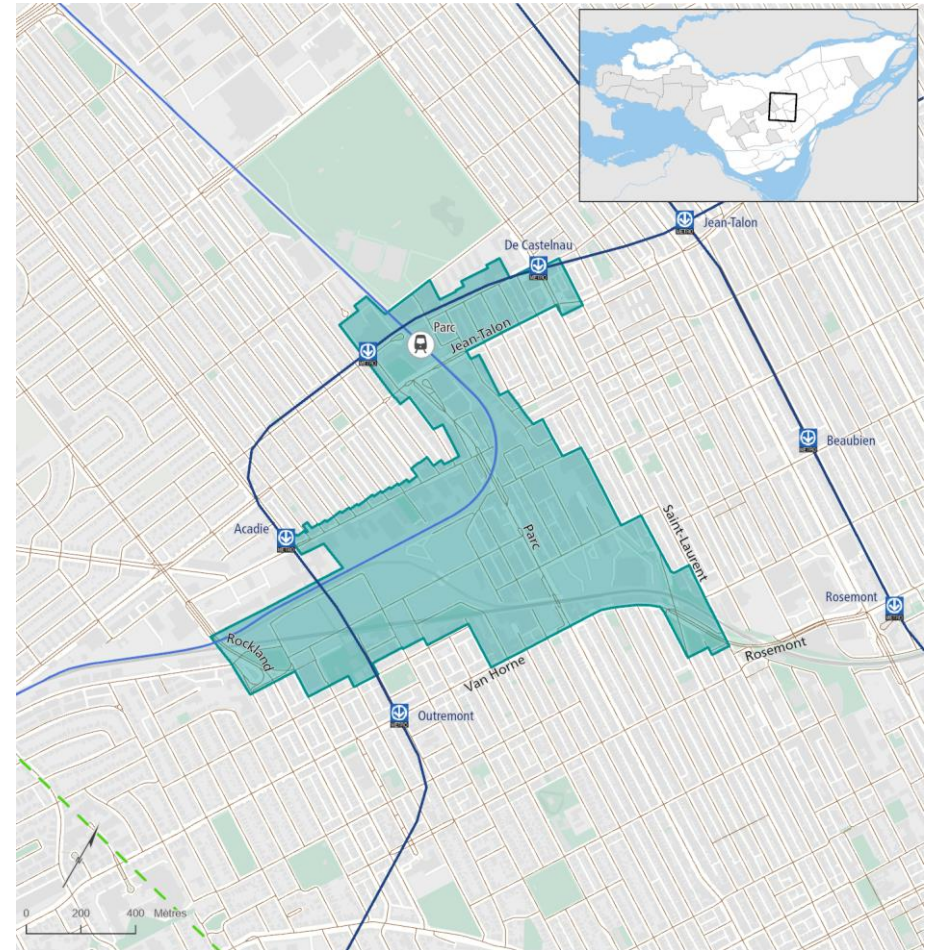 Jean-Talon
De Castelnau
Parc
Jean-Talon
Beaubien
Acadie
Parc
Saint-Laurent
Rosemont
Rockland
Rosemont
Van Horne
Outremont
0 200 400 Mètres